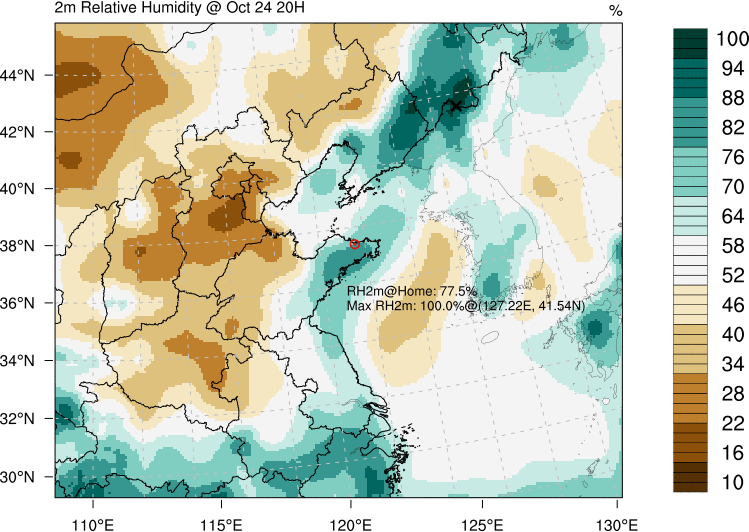 2m Relative Humidity @ Oct 24 20H
%
44°N
42°N
40°N
38°N
36°N
34°N
32°N
30°N
110°E
115°E
120°E
125°E
130°E
RH2m@Home: 77.5%
Max RH2m: 100.0%@(127.22E, 41.54N)
100
94
88
82
76
70
64
58
52
46
40
34
28
22
16
10